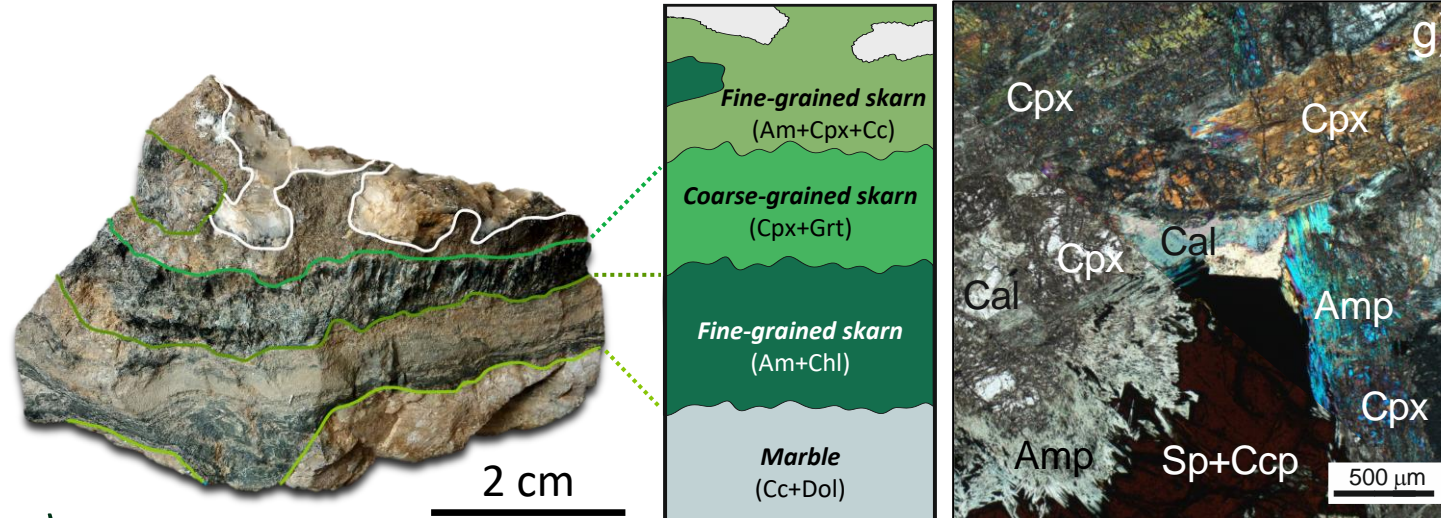 2 cm
Fine-grained skarn
(Am+Cpx+Cc)
Coarse-grained skarn
(Cpx+Grt)
Fine-grained skarn
(Am+Chl)
Marble
(Cc+Dol)
g
Cpx
Cpx
Cal
Cpx
Cal
Amp
Cpx
Amp
Sp+Ccp
500 µm